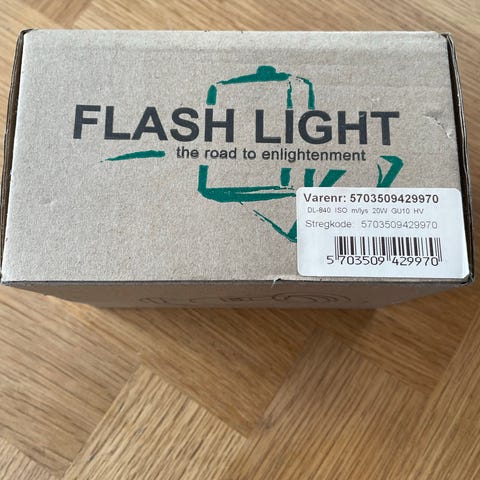 FLASH LIGHT
the road to enlightenment
Varenr: 5703509429970
DL-840 ISO m/lys 20W GU10 HV
Stregkode: 5703509429970
5 703509 429970